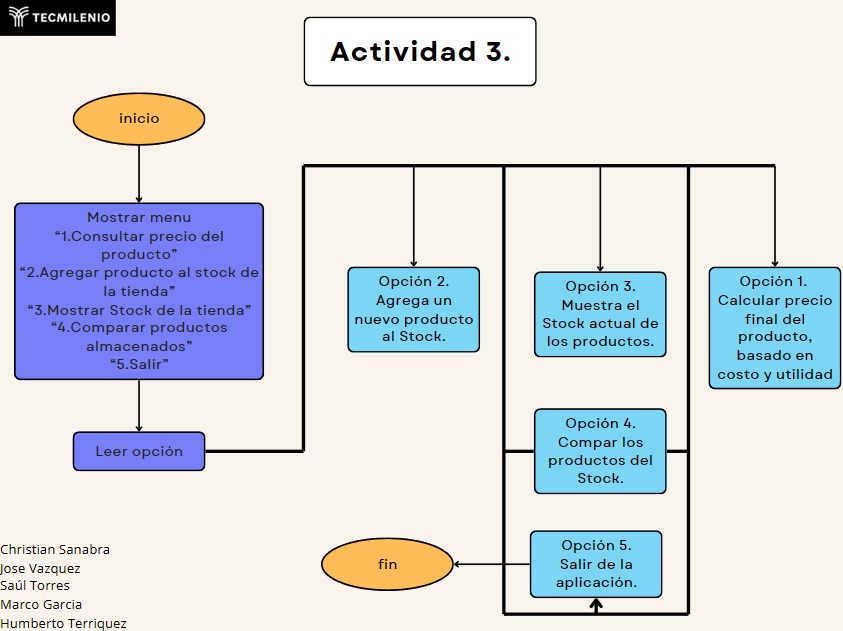 TECMILENIO
Actividad 3.
inicio
Mostrar menu
“1.Consultar precio del
producto”
“2.Agregar producto al stock de
la tienda”
“3.Mostrar Stock de la tienda”
“4.Comparar productos
almacenados”
“5.Salir”
Leer opción
Opción 2.
Agrega un
nuevo producto
al Stock.
Opción 3.
Muestra el
Stock actual de
los productos.
Opción 1.
Calcular precio
final del
producto,
basado en
costo y utilidad
Opción 4.
Compar los
productos del
Stock.
Opción 5.
Salir de la
aplicación.
fin
Christian Sanabra
Jose Vazquez
Saúl Torres
Marco Garcia
Humberto Terriquez